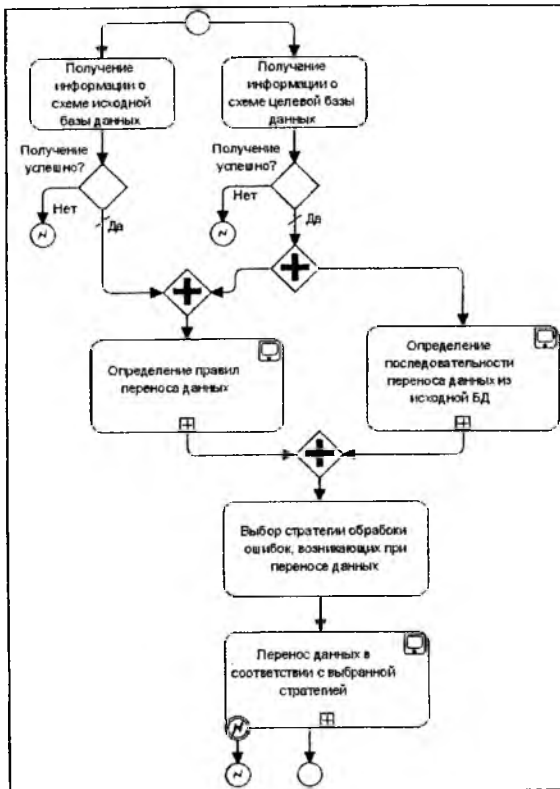 Получение
информации о
схеме исходной
базы данных
Получение
информации о
схеме целевой базы
данных
Получение
успешно?
Получение
успешно?
Нет
Да
Нет
Да
Определение правил
переноса данных
Определение
последовательности
переноса данных из
исходной БД
Выбор стратегии обрабоки
ошибок, возникающих при
переносе данных
Перенос данных в
соответствии с выбранной
стратегией